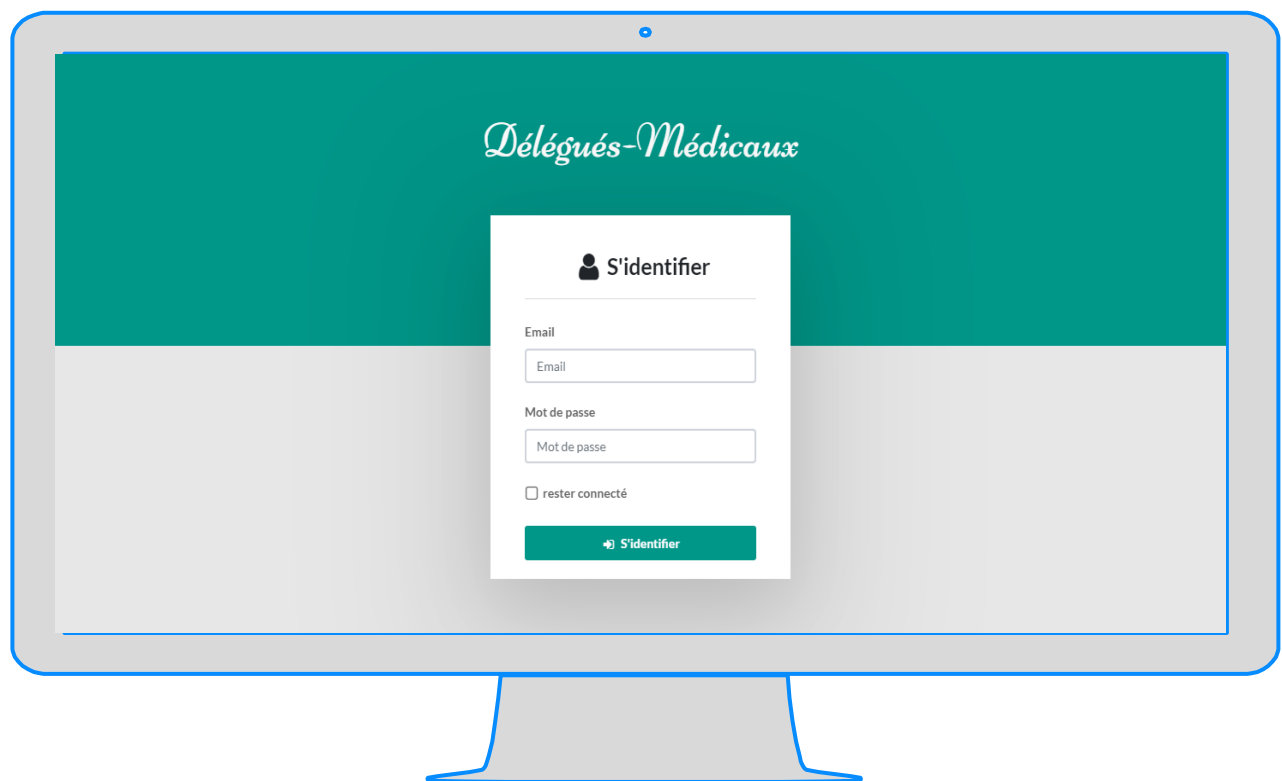 Délégués-Médicaux
S'identifier
Email
Email
Mot de passe
Mot de passe
rester connecté
S'identifier